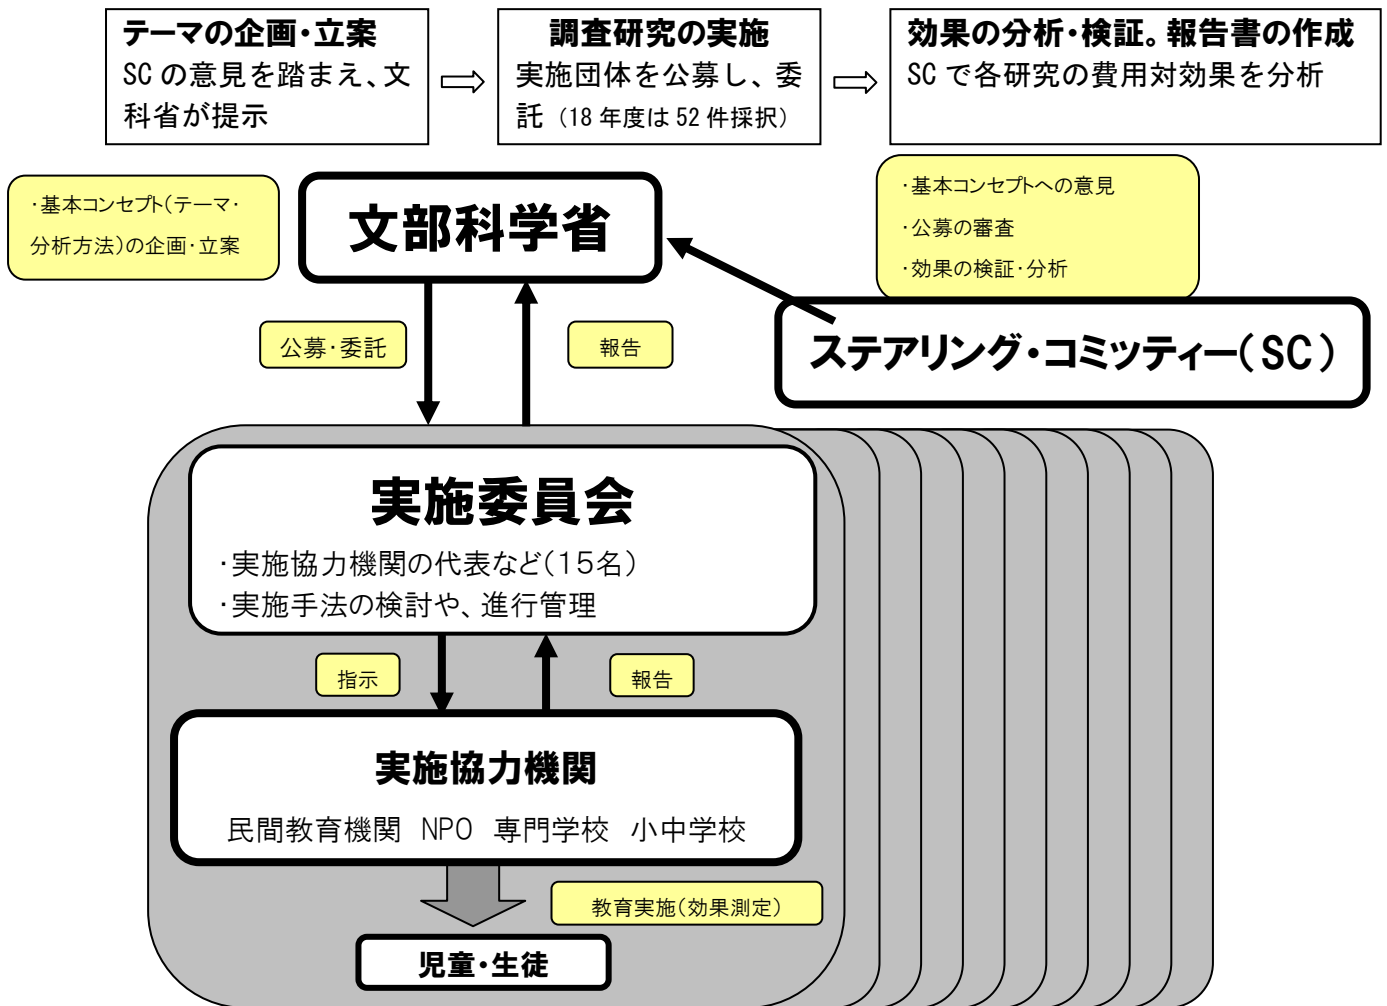 テーマの企画・立案
SC の意見を踏まえ、文
科省が提示
調査研究の実施
実施団体を公募し、委
託（18 年度は 52 件採択）
効果の分析・検証。報告書の作成
SC で各研究の費用対効果を分析
・基本コンセプト（テーマ・
分析方法）の企画・立案
文部科学省
・基本コンセプトへの意見
・公募の審査
・効果の検証・分析
公募・委託
報告
ステアリング・コミッティー（SC）
実施委員会
・実施協力機関の代表など（１５名）
・実施手法の検討や、進行管理
指示
報告
実施協力機関
民間教育機関　NPO　専門学校　小中学校
教育実施（効果測定）
児童・生徒